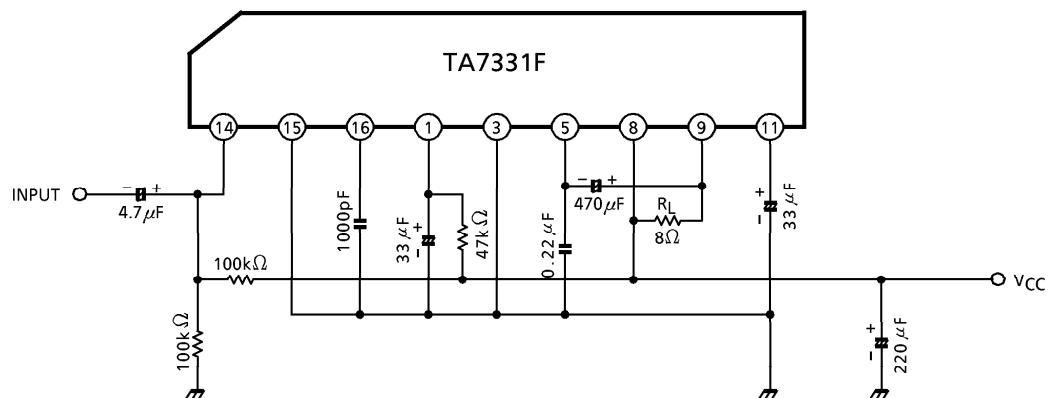 TA7331F
14 15 16 1 3 5 8 9 11
INPUT
- +
4.7μF
1000pF
33μF
+
-
47kΩ
- +
470μF
RL
8Ω
0.22μF
+
-
33μF
100kΩ
100kΩ
VCC
+
-
220μF